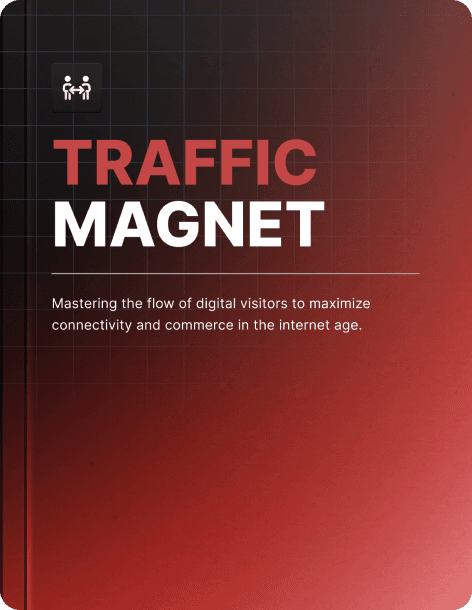 TRAFFIC
MAGNET
Mastering the flow of digital visitors to maximize
connectivity and commerce in the internet age.